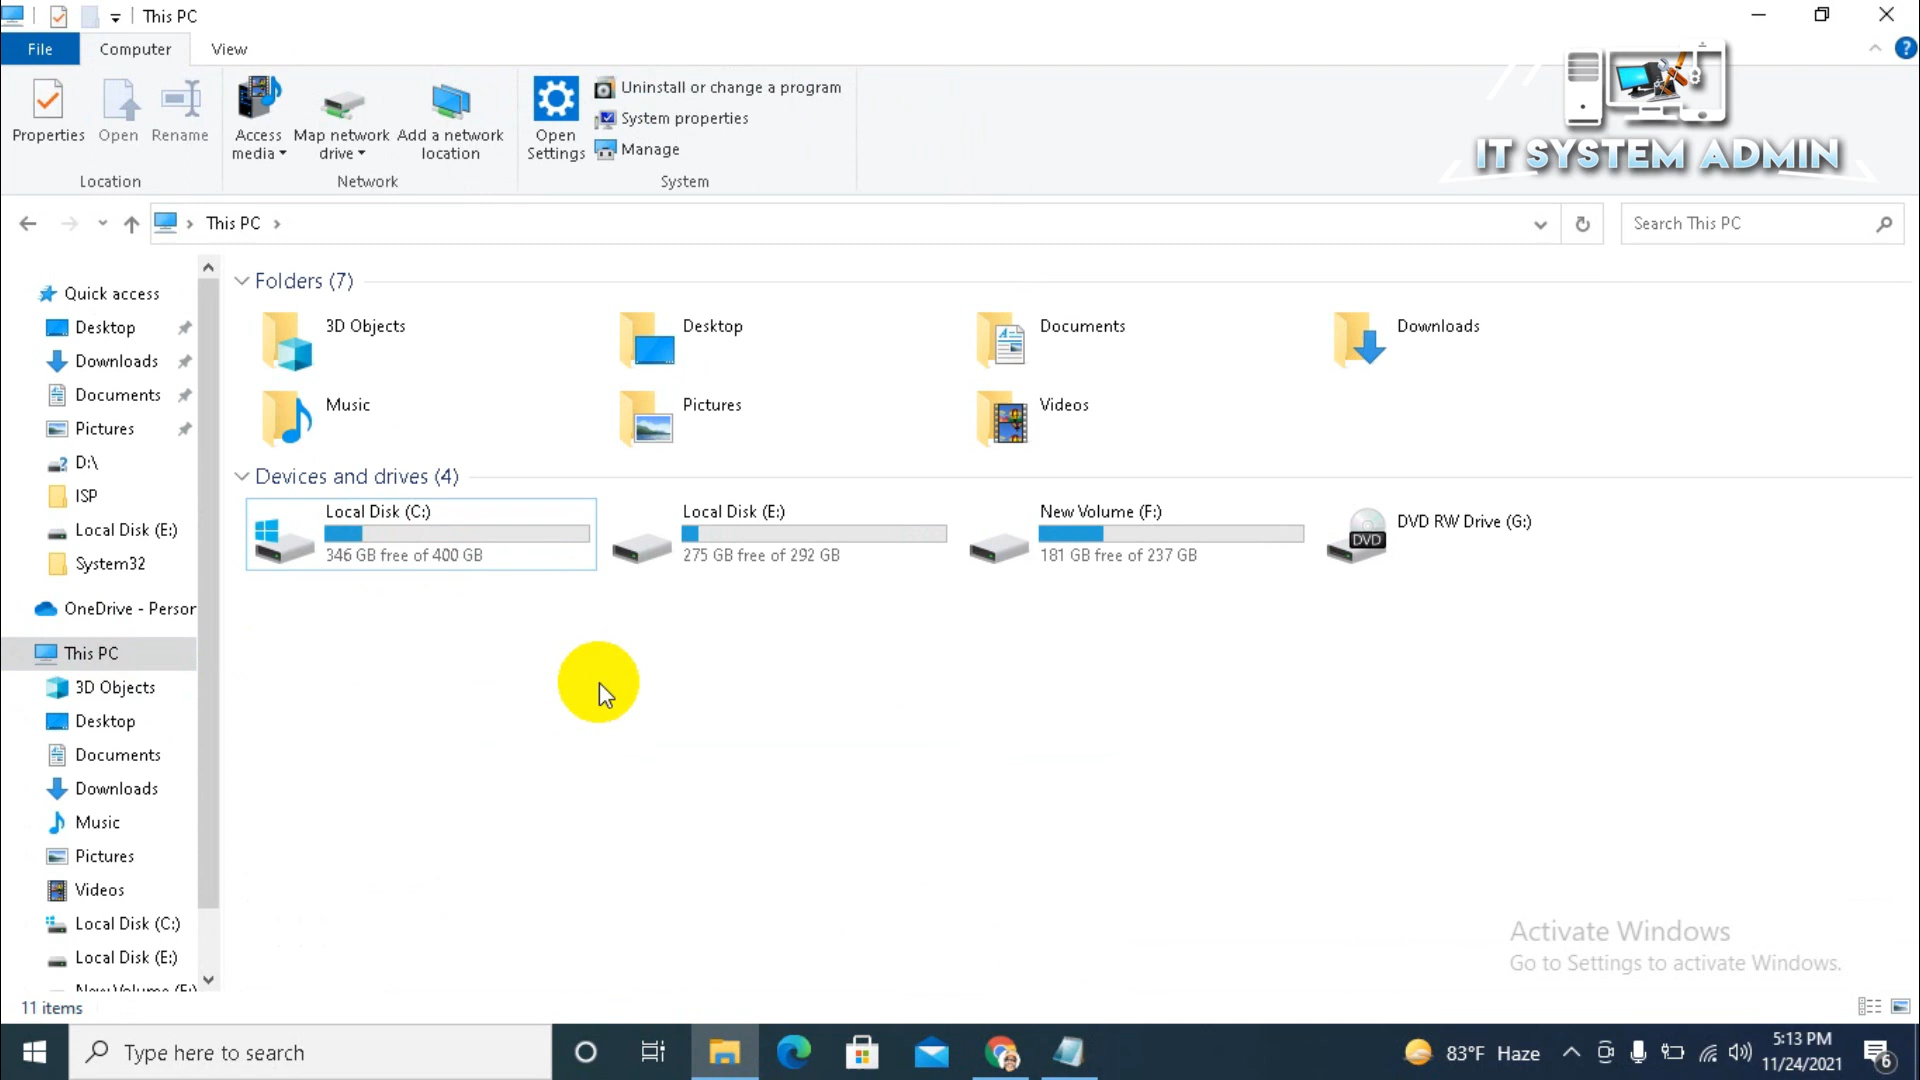 This PC
File Computer View
Properties Open Rename
Access media Map network drive Add a network location
Open Settings
Uninstall or change a program
System properties
Manage
Location Network System
IT SYSTEM ADMIN
This PC
Search This PC
Quick access
Desktop
Downloads
Documents
Pictures
D:\
ISP
Local Disk (E:)
System32
OneDrive - Person
This PC
3D Objects
Desktop
Documents
Downloads
Music
Pictures
Videos
Local Disk (C:)
Local Disk (E:)
New Volume (F:)
Folders (7)
3D Objects Desktop Documents Downloads
Music Pictures Videos
Devices and drives (4)
Local Disk (C:)
346 GB free of 400 GB
Local Disk (E:)
275 GB free of 292 GB
New Volume (F:)
181 GB free of 237 GB
DVD RW Drive (G:)
DVD
Activate Windows
Go to Settings to activate Windows.
11 items
Type here to search
83°F Haze
5:13 PM
11/24/2021
6